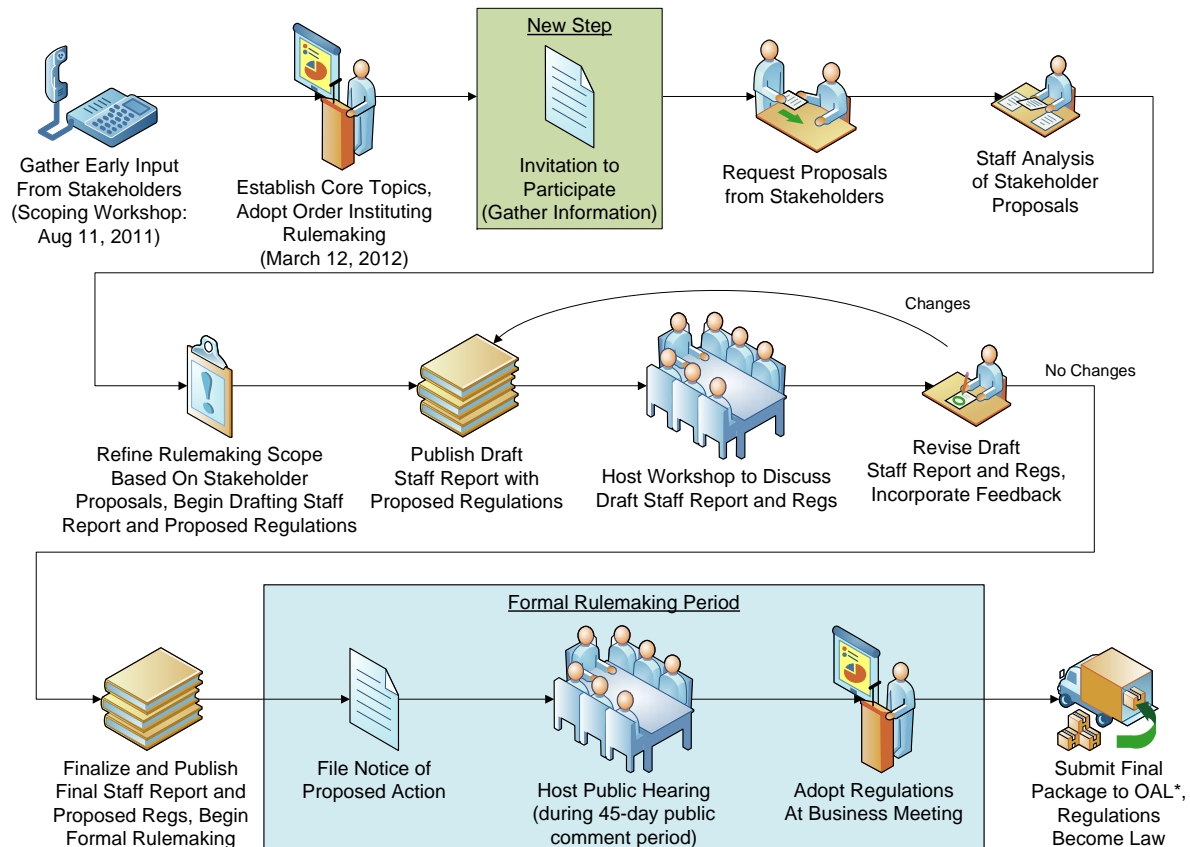 New Step
Gather Early Input
From Stakeholders
(Scoping Workshop:
Aug 11, 2011)
Establish Core Topics,
Adopt Order Instituting
Rulemaking
(March 12, 2012)
Invitation to
Participate
(Gather Information)
Request Proposals
from Stakeholders
Staff Analysis
of Stakeholder
Proposals
Changes
No Changes
Refine Rulemaking Scope
Based On Stakeholder
Proposals, Begin Drafting Staff
Report and Proposed Regulations
Publish Draft
Staff Report with
Proposed Regulations
Host Workshop to Discuss
Draft Staff Report and Regs
Revise Draft
Staff Report and Regs,
Incorporate Feedback
Formal Rulemaking Period
Finalize and Publish
Final Staff Report and
Proposed Regs, Begin
Formal Rulemaking
File Notice of
Proposed Action
Host Public Hearing
(during 45-day public
comment period)
Adopt Regulations
At Business Meeting
Submit Final
Package to OAL*,
Regulations
Become Law